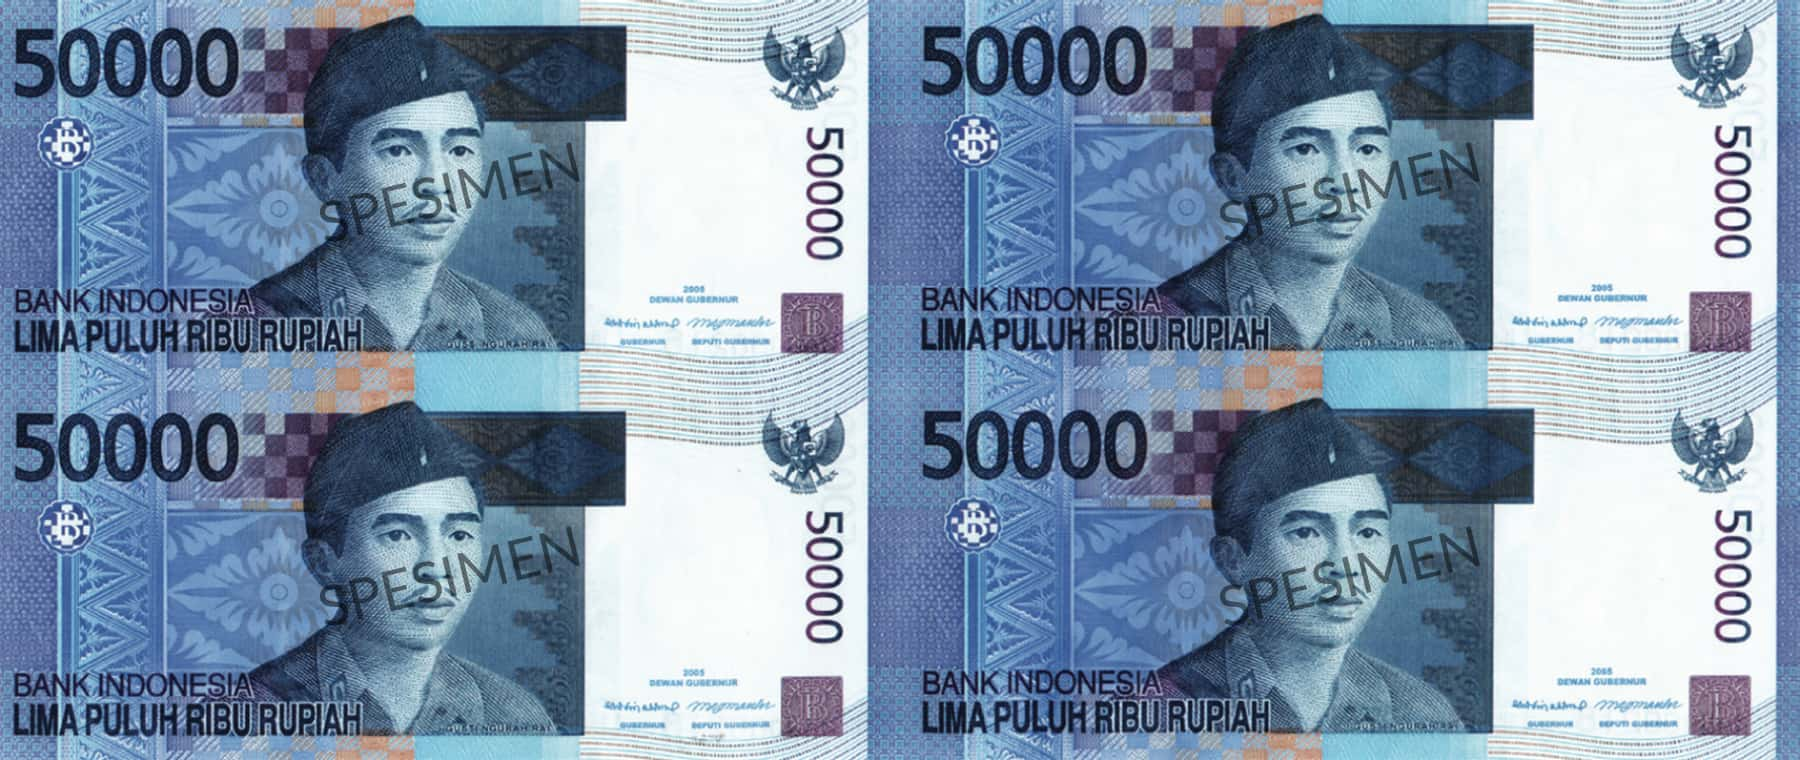 50000
50000
SPESIMEN
50000
BANK INDONESIA
LIMA PULUH RIBU RUPIAH
I GUSTI NGURAH RAI
2005
DEWAN GUBERNUR
GUBERNUR
DEPUTI GUBERNUR
50000
SPESIMEN
50000
BANK INDONESIA
LIMA PULUH RIBU RUPIAH
I GUSTI NGURAH RAI
2005
DEWAN GUBERNUR
GUBERNUR
DEPUTI GUBERNUR
50000
SPESIMEN
50000
BANK INDONESIA
LIMA PULUH RIBU RUPIAH
I GUSTI NGURAH RAI
2005
DEWAN GUBERNUR
GUBERNUR
DEPUTI GUBERNUR
50000
SPESIMEN
50000
BANK INDONESIA
LIMA PULUH RIBU RUPIAH
I GUSTI NGURAH RAI
2005
DEWAN GUBERNUR
GUBERNUR
DEPUTI GUBERNUR